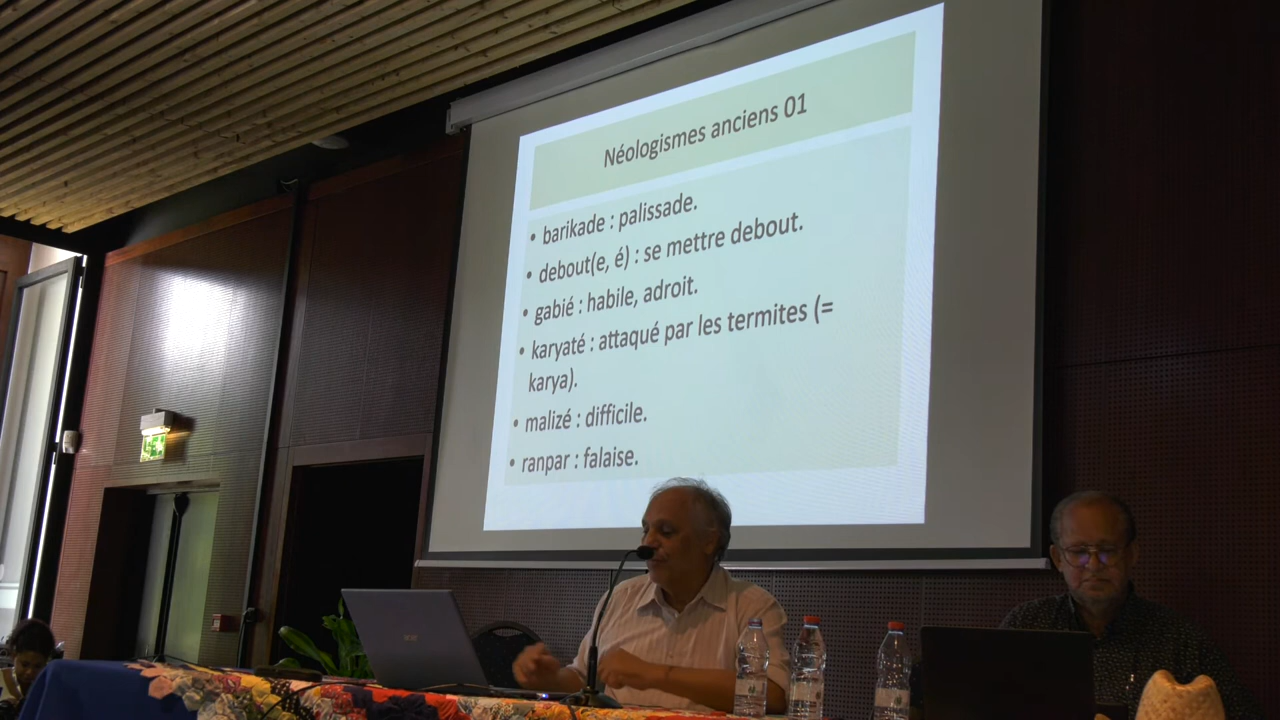 Néologismes anciens 01
• barikade : palissade.
• debout(e, é) : se mettre debout.
• gabié : habile, adroit.
• karyaté : attaqué par les termites (=
karya).
• malizé : difficile.
• ranpar : falaise.
acer